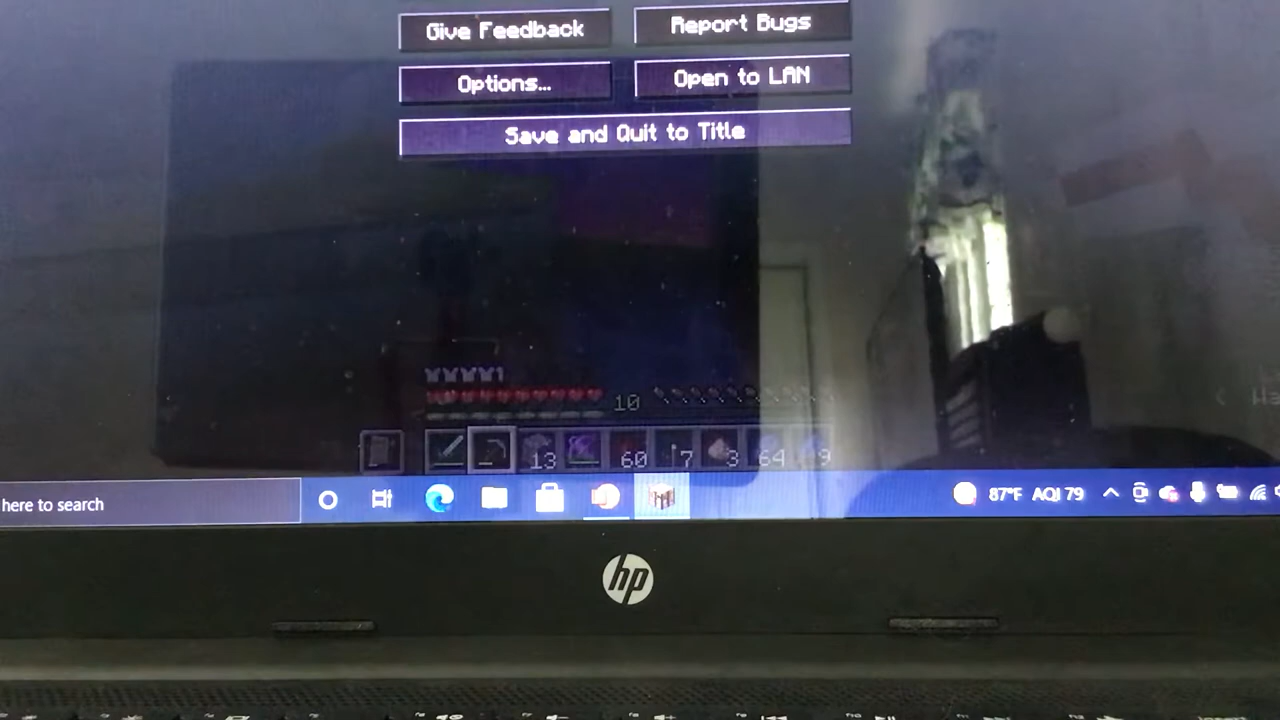 Give Feedback Report Bugs
Options... Open to LAN
Save and Quit to Title
10
13 60 7 3 64 9
here to search
87°F AQI 79
hp